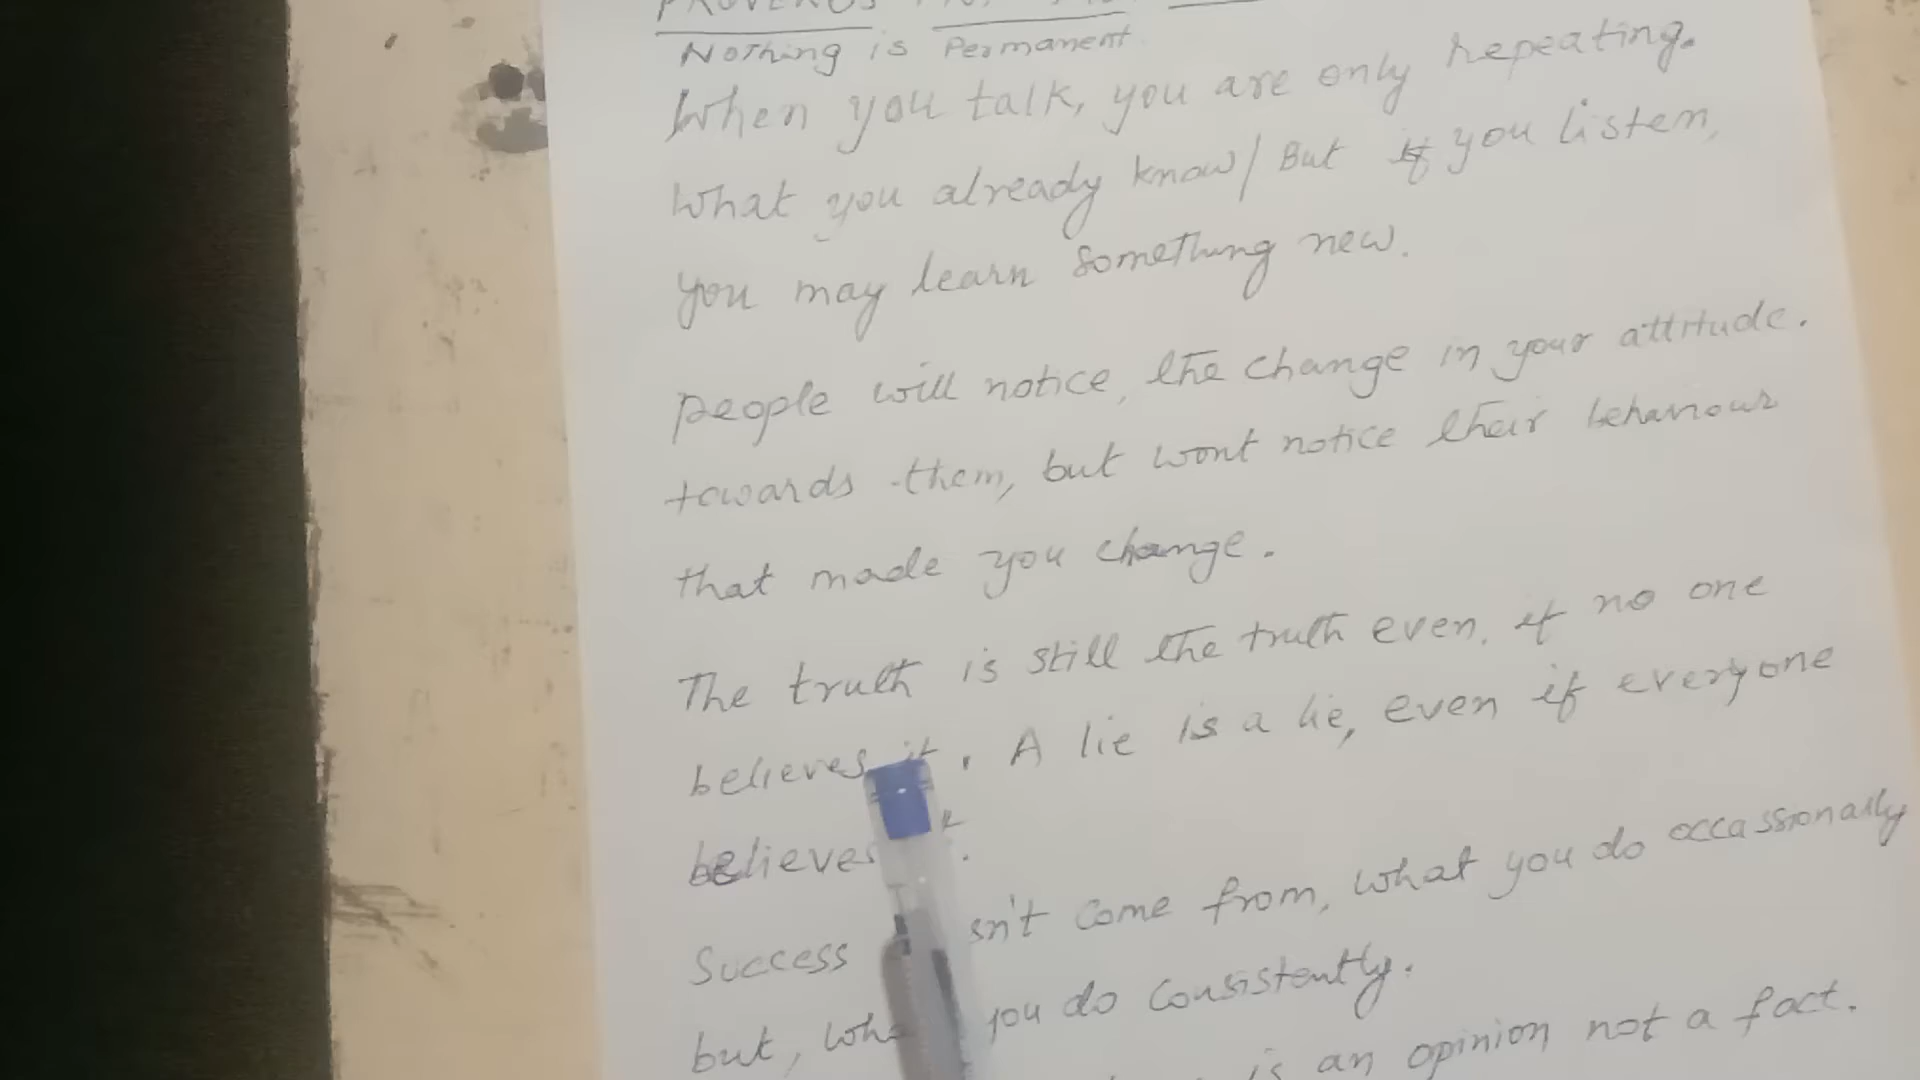 PROVERBS
Nothing is Permanent
When you talk, you are only repeating.
What you already know/ But if you listen,
you may learn something new.
people will notice, the change in your attitude.
towards them, but wont notice their behaviour
that made you change.
The truth is still the truth even, if no one
believes it. A lie is a lie, even if everyone
believes .
Success sn't come from, what you do occassionally
but, wha you do consistently.
is an opinion not a fact.